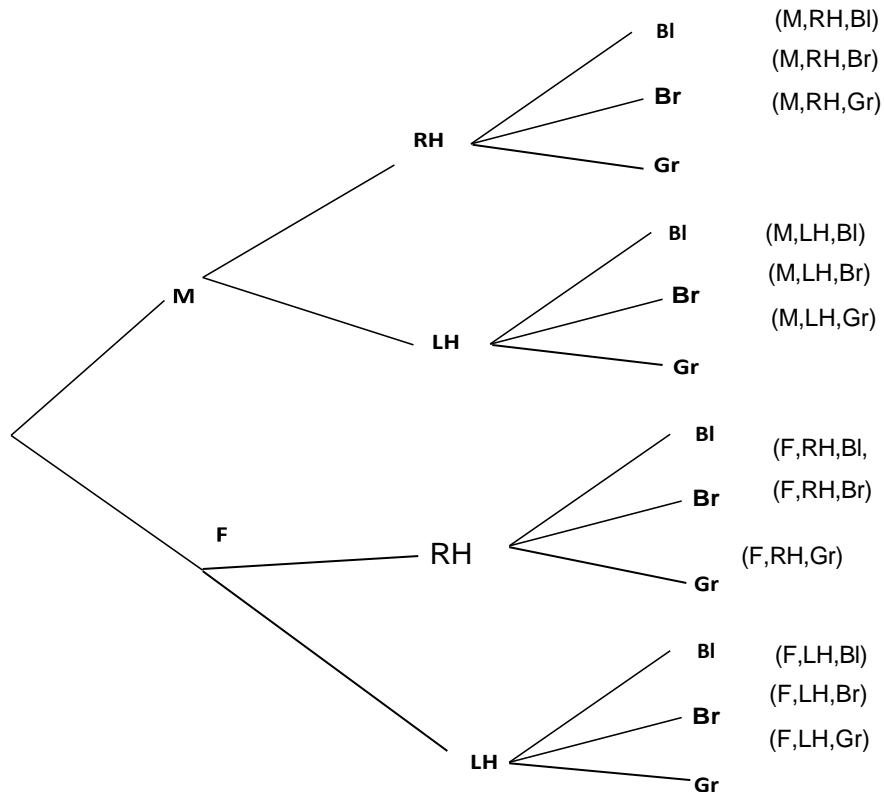 Bl (M,RH,Bl)
(M,RH,Br)
Br (M,RH,Gr)
RH
Gr
Bl (M,LH,Bl)
(M,LH,Br)
M Br
(M,LH,Gr)
LH
Gr
Bl (F,RH,Bl,
Br (F,RH,Br)
F
RH (F,RH,Gr)
Gr
Bl (F,LH,Bl)
(F,LH,Br)
Br
(F,LH,Gr)
LH
Gr